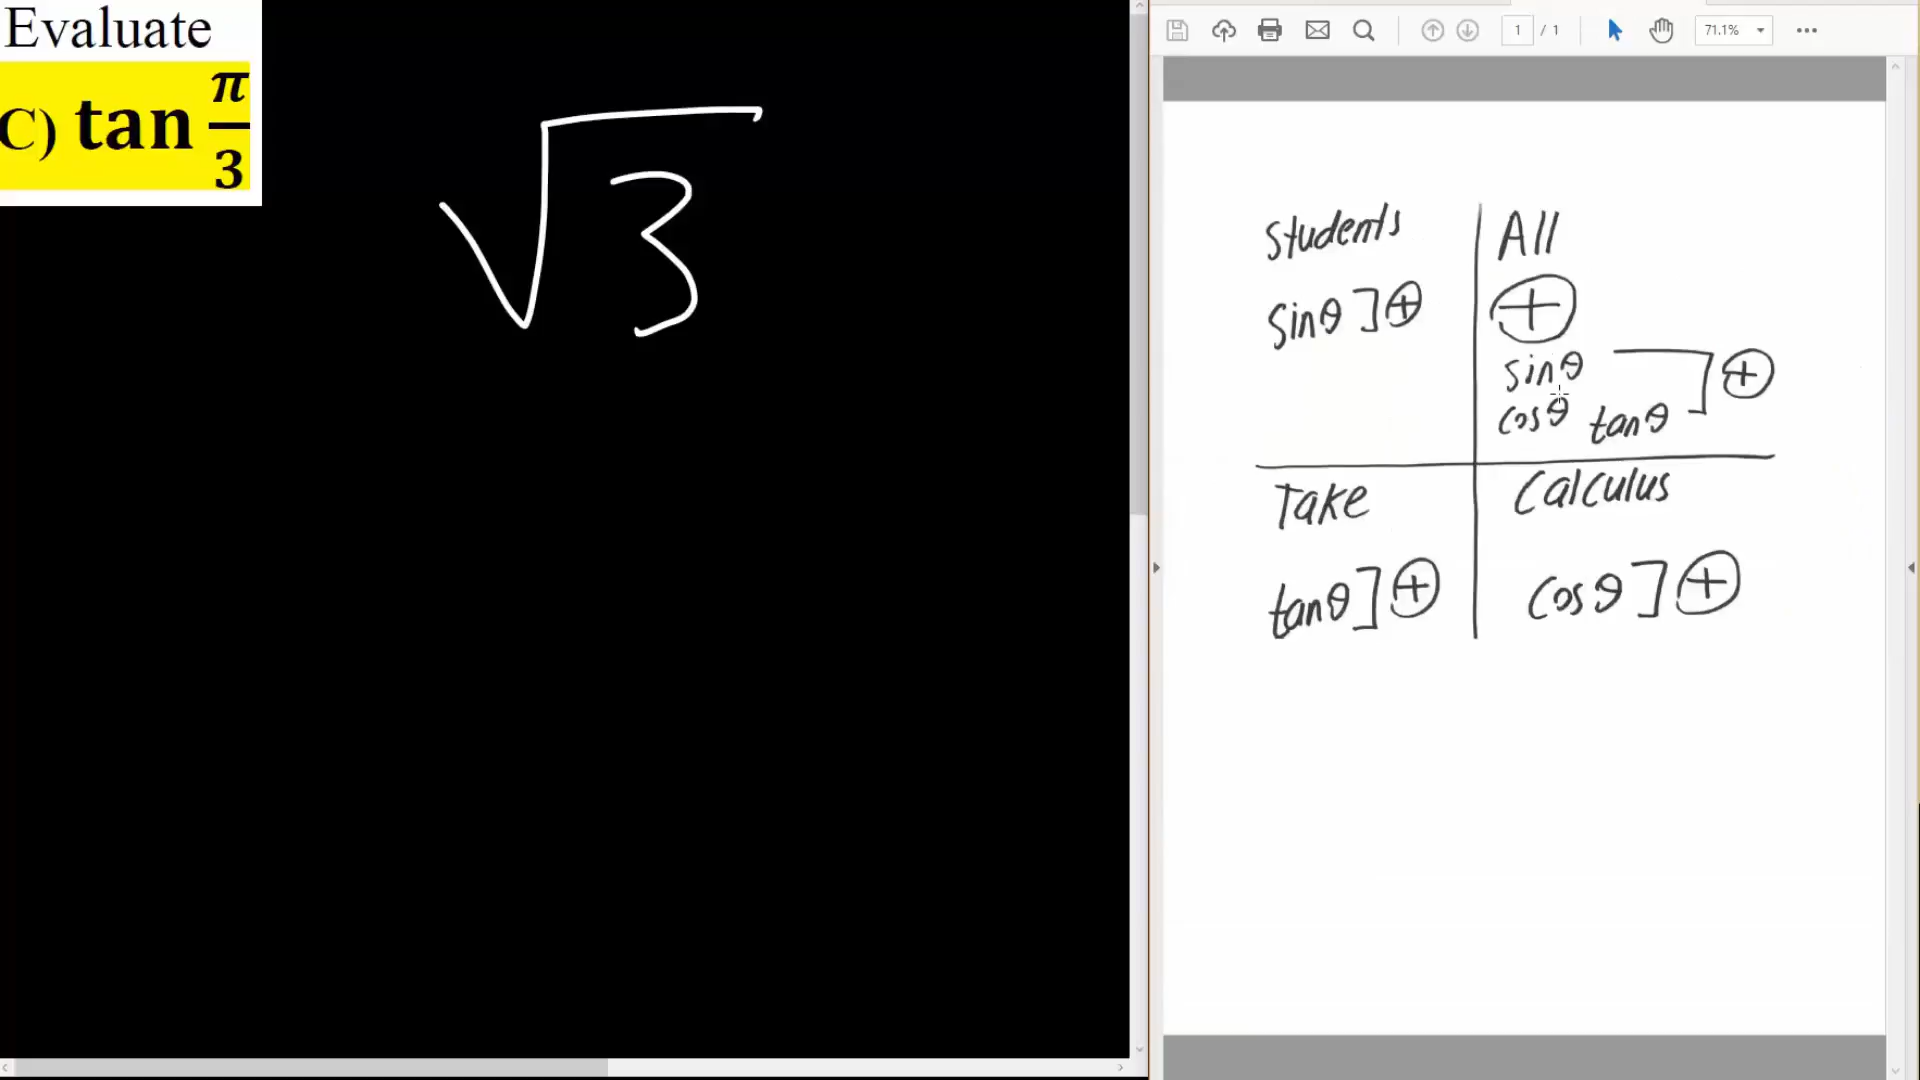 Evaluate
C) tan π/3
√3
1 / 1
71.1%
Students
sinθ ] ⊕
All
⊕
sinθ
cosθ tanθ ] ⊕
Take
tanθ ] ⊕
Calculus
cosθ ] ⊕